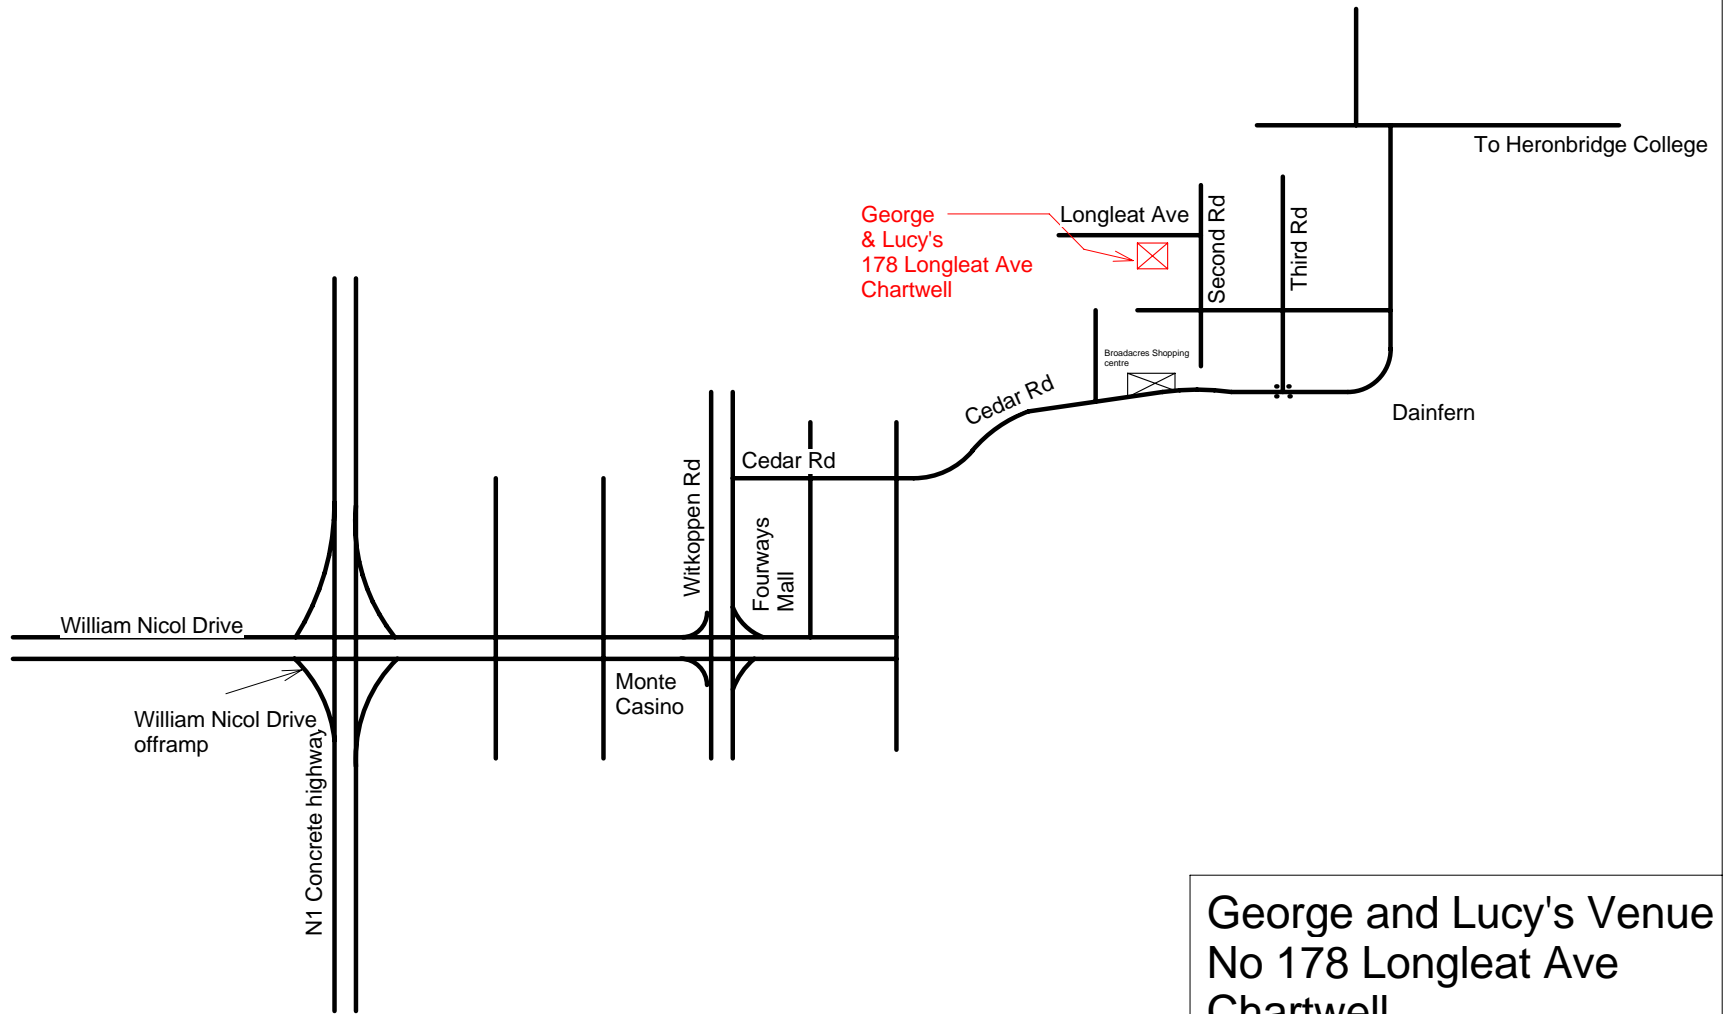 To Heronbridge College
George
& Lucy's
178 Longleat Ave
Chartwell
Longleat Ave
Second Rd
Third Rd
Broadacres Shopping
centre
Cedar Rd
Dainfern
Cedar Rd
Witkoppen Rd
Fourways
Mall
William Nicol Drive
Monte
Casino
William Nicol Drive
offramp
N1 Concrete highway
George and Lucy's Venue
No 178 Longleat Ave
Chartwell